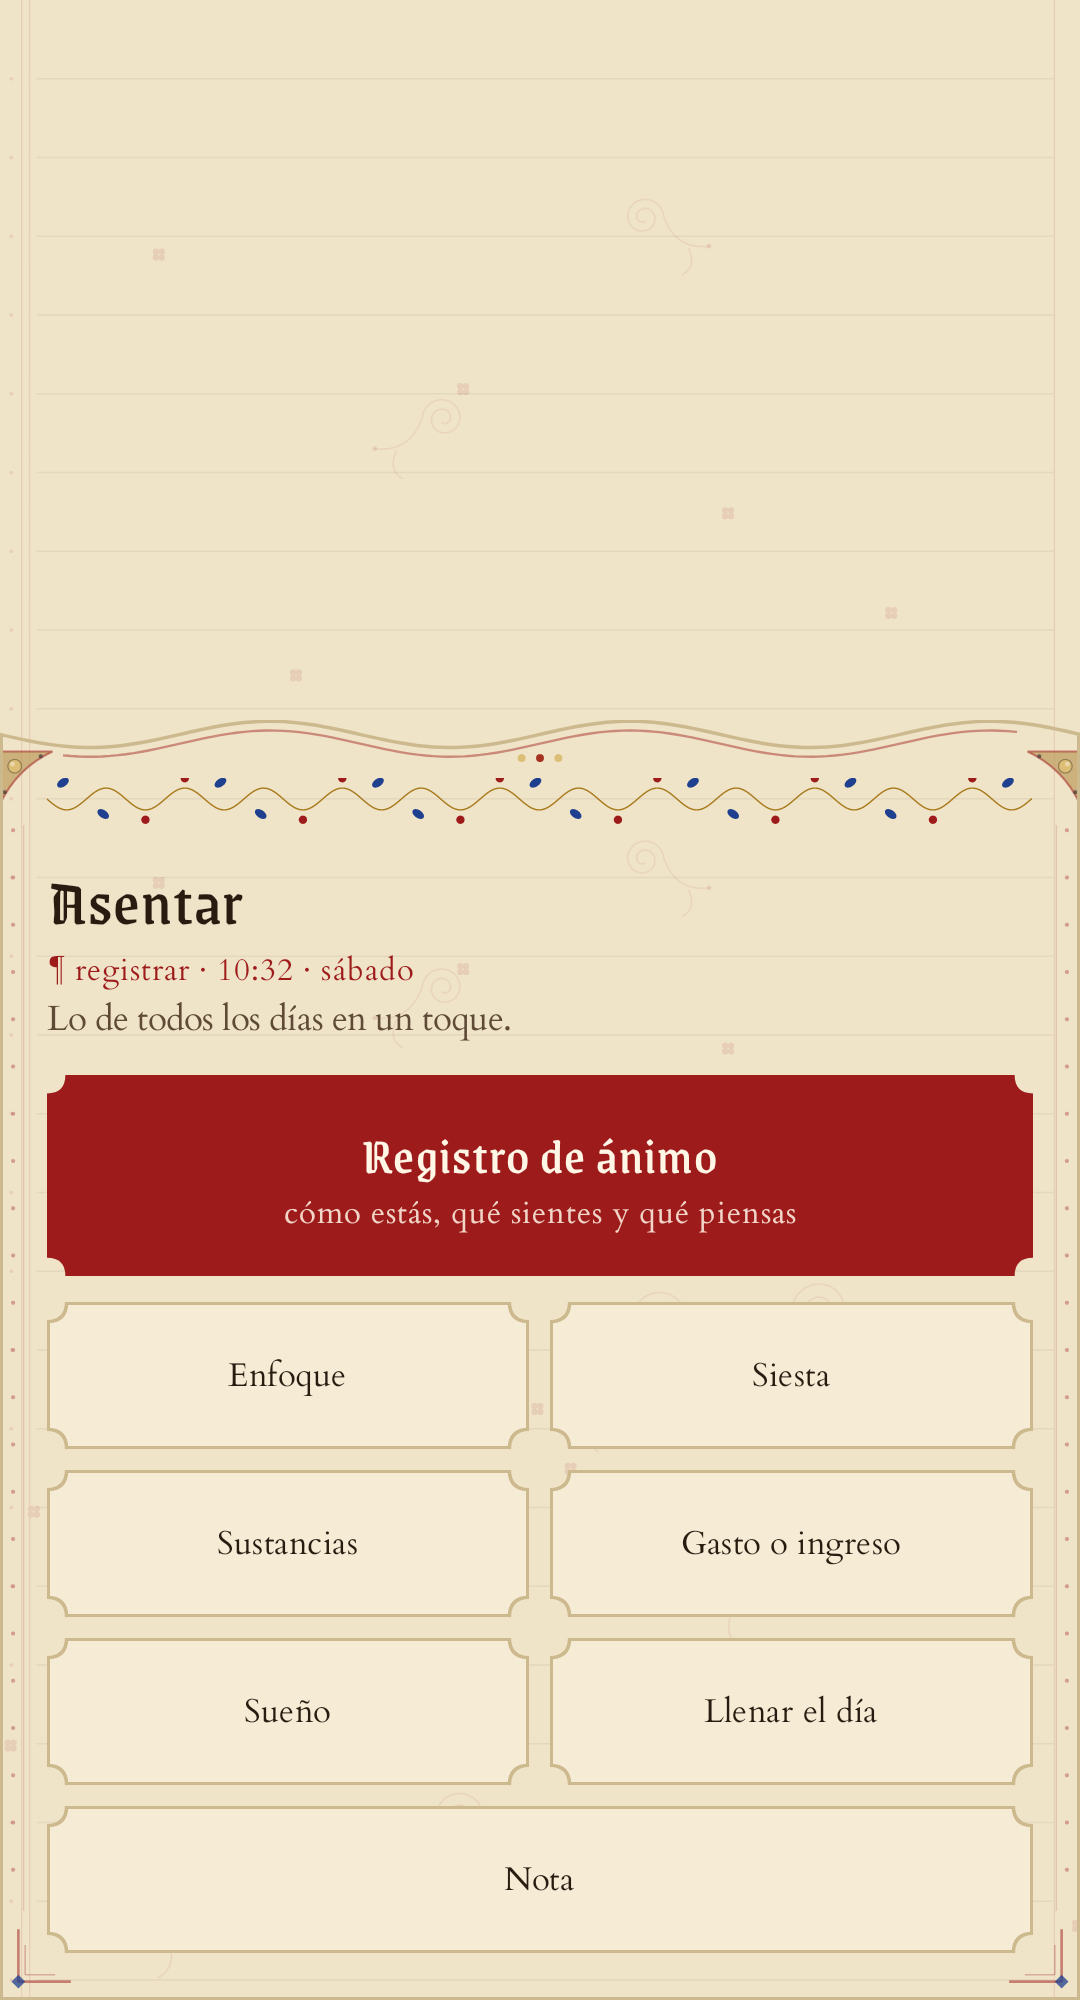 Asentar
¶ registrar · 10:32 · sábado
Lo de todos los días en un toque.
Registro de ánimo
cómo estás, qué sientes y qué piensas
Enfoque
Siesta
Sustancias
Gasto o ingreso
Sueño
Llenar el día
Nota